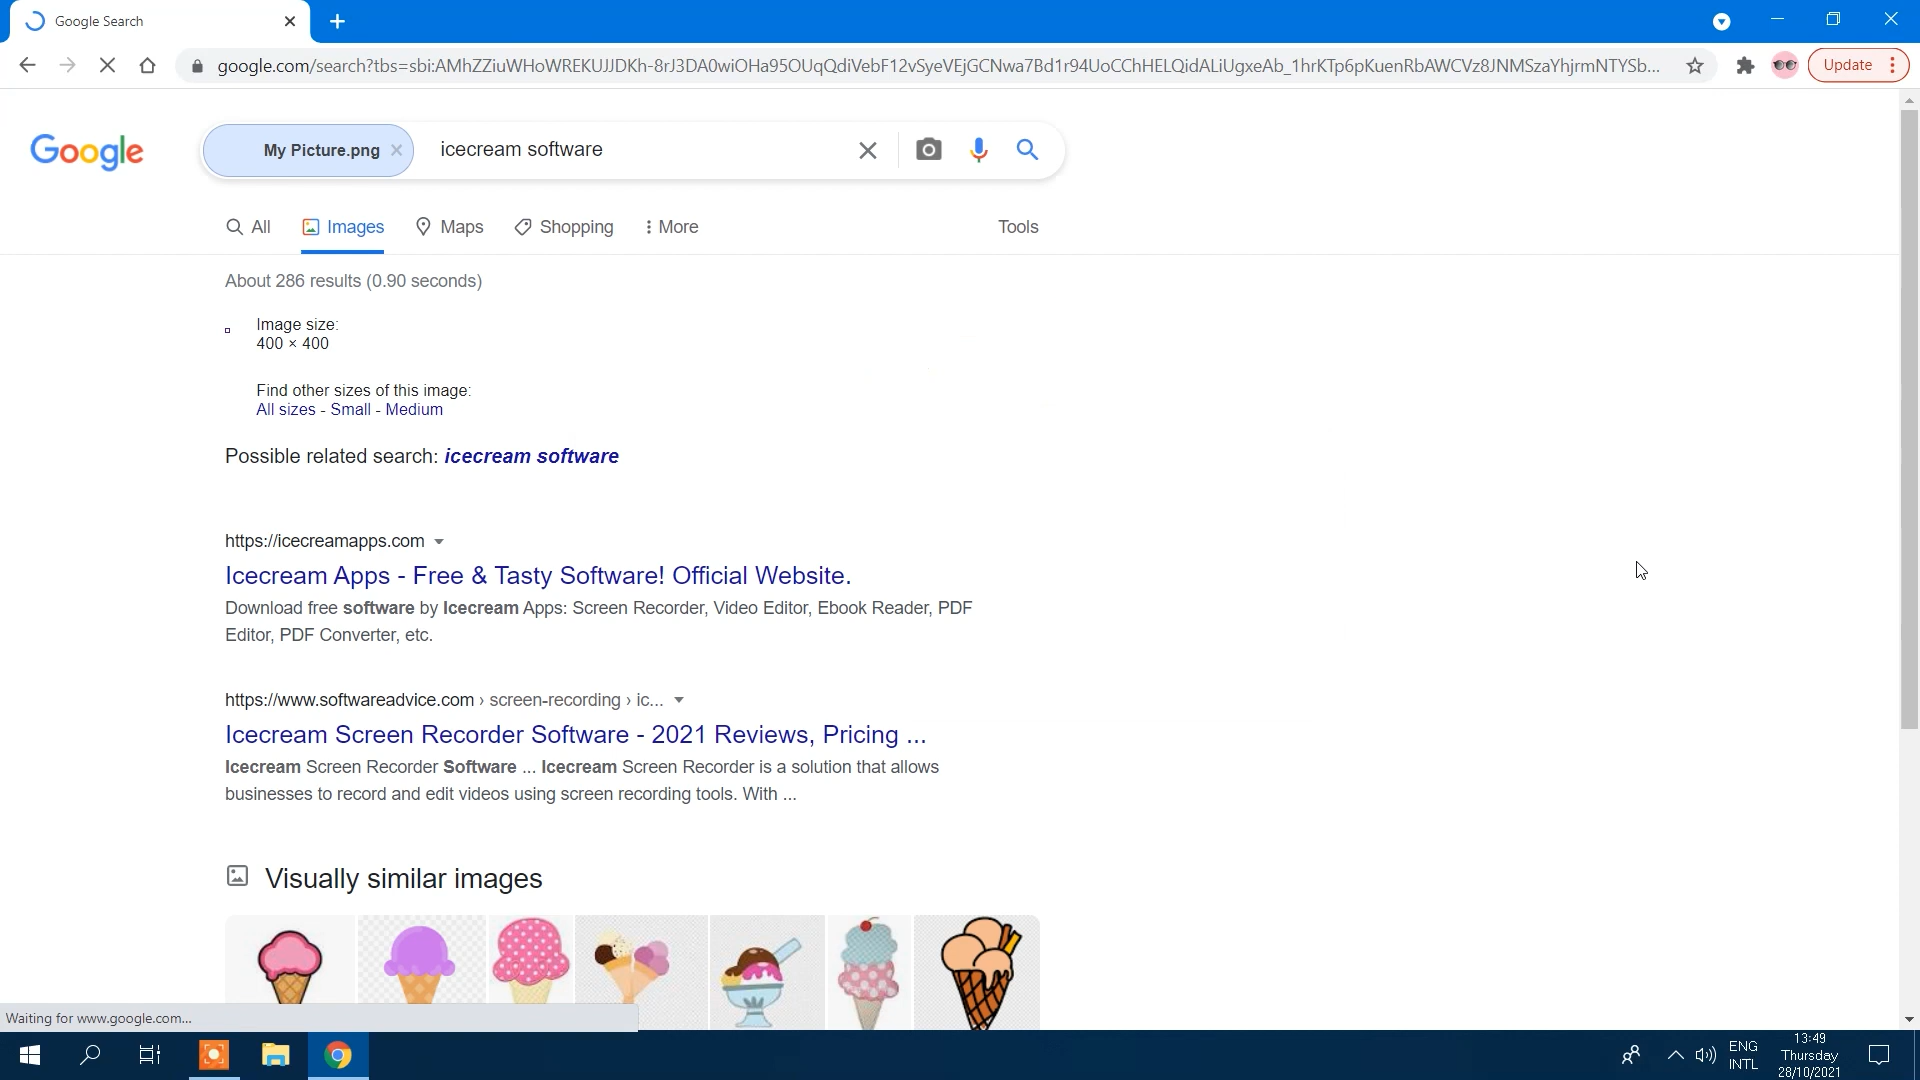 Google Search
google.com/search?tbs=sbi:AMhZZiuWHoWREKUJJDKh-8rJ3DA0wiOHa95OUqQdiVebF12vSyeVEjGCNwa7Bd1r94UoCChHELQidALiUgxeAb_1hrKTp6pKuenRbAWCVz8JNMSzaYhjrmNTYSb...
Update
Google
My Picture.png
icecream software
All
Images
Maps
Shopping
More
Tools
About 286 results (0.90 seconds)
Image size:
400 × 400
Find other sizes of this image:
All sizes - Small - Medium
Possible related search: icecream software
https://icecreamapps.com
Icecream Apps - Free & Tasty Software! Official Website.
Download free software by Icecream Apps: Screen Recorder, Video Editor, Ebook Reader, PDF
Editor, PDF Converter, etc.
https://www.softwareadvice.com › screen-recording › ic...
Icecream Screen Recorder Software - 2021 Reviews, Pricing ...
Icecream Screen Recorder Software ... Icecream Screen Recorder is a solution that allows
businesses to record and edit videos using screen recording tools. With ...
Visually similar images
Waiting for www.google.com...
ENG
INTL
13:49
Thursday
28/10/2021